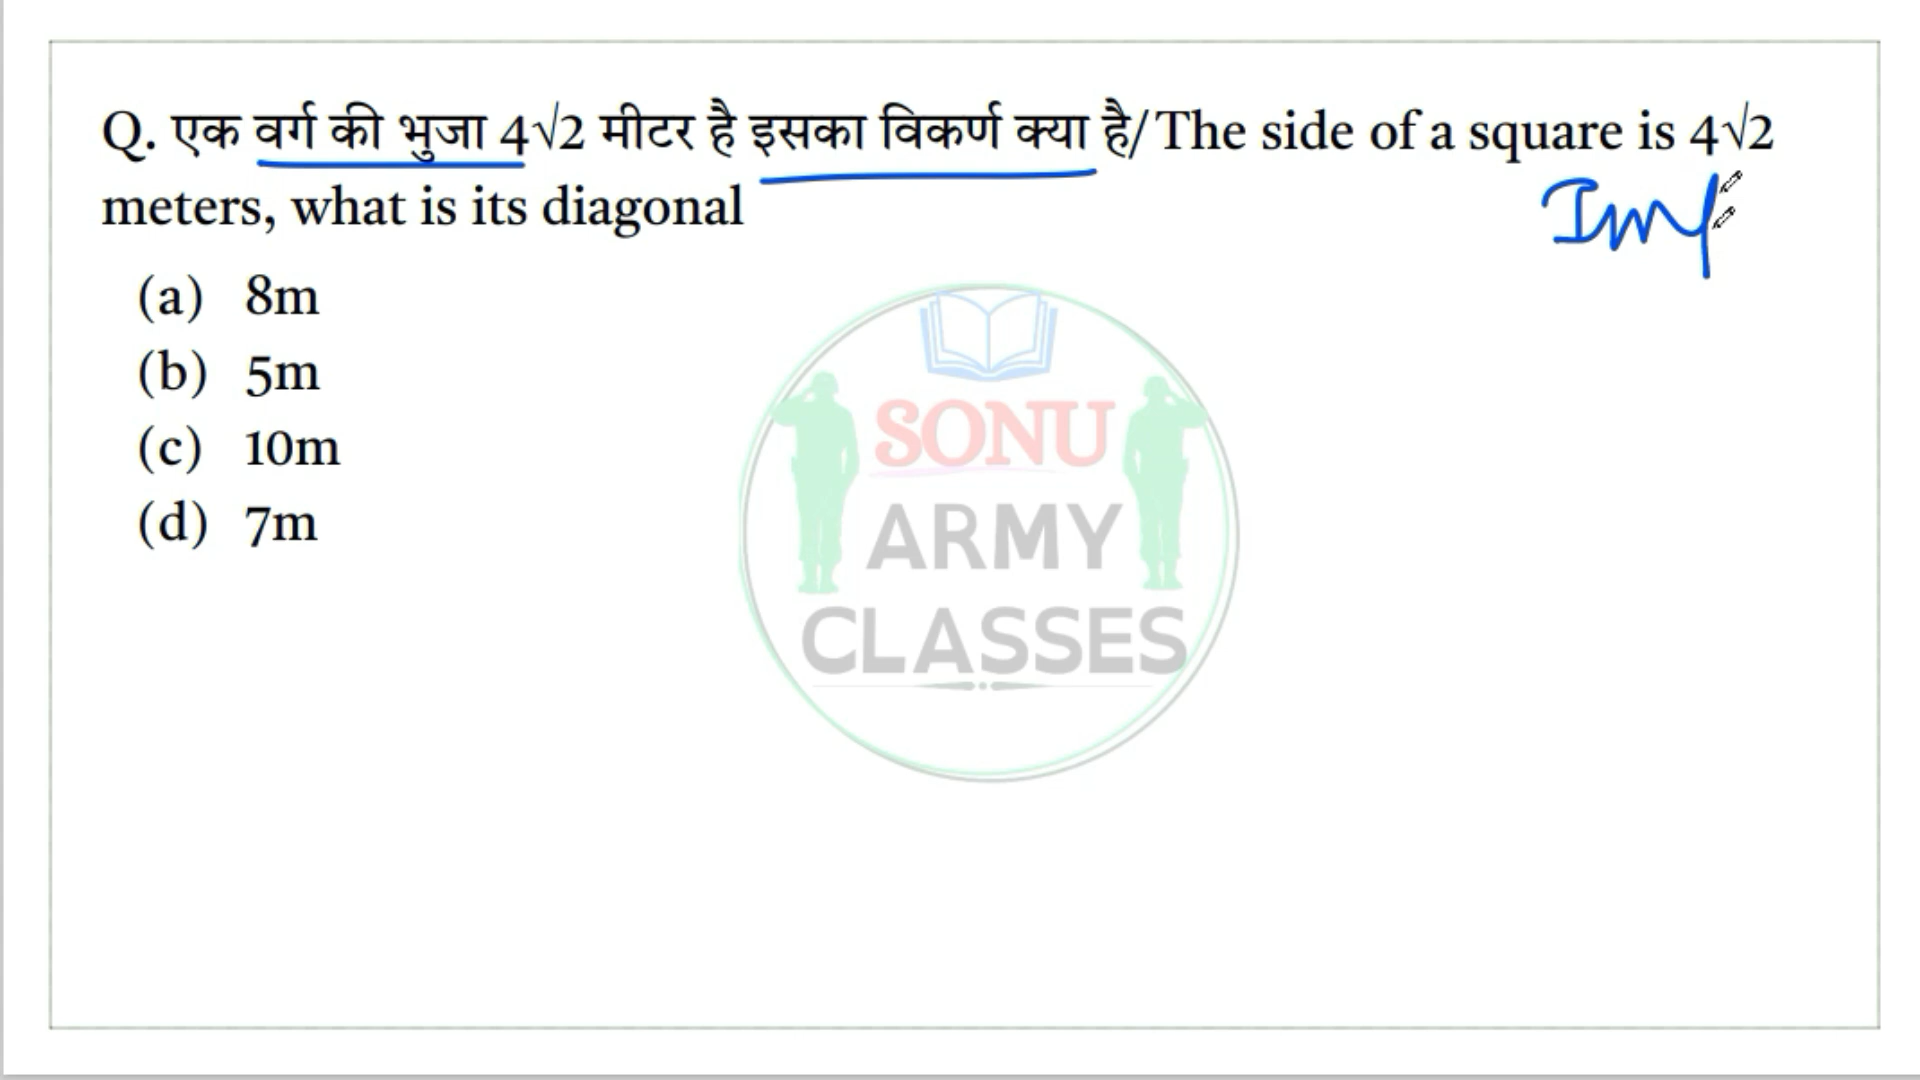 Q. एक वर्ग की भुजा 4√2 मीटर है इसका विकर्ण क्या है/The side of a square is 4√2
meters, what is its diagonal
Imp
(a) 8m
(b) 5m
(c) 10m
(d) 7m
SONU
ARMY
CLASSES